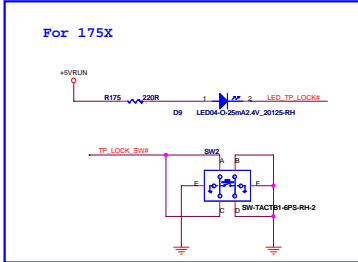 For 175X
+5VRUN
R175 220R 1 2 LED_TP_LOCK#
D9 LED04-O-25mA2.4V_20125-RH
TP_LOCK_SW# SW2
A B
E F
C D SW-TACTB1-6PS-RH-2